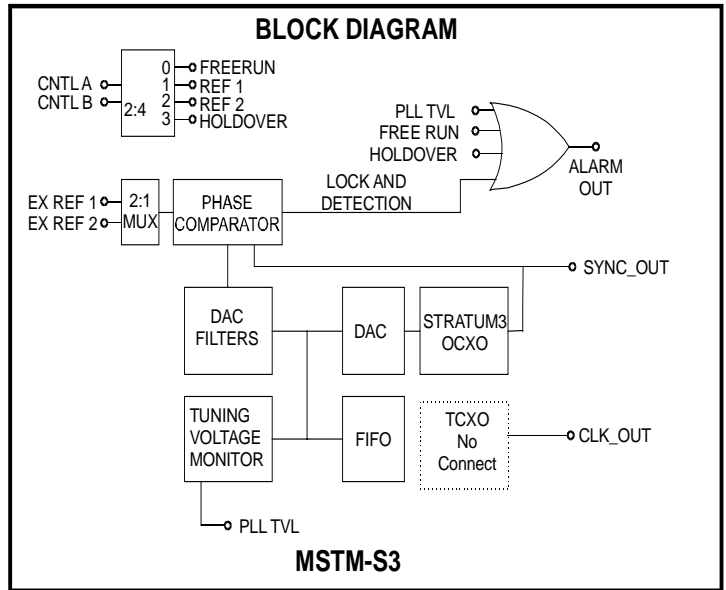 BLOCK DIAGRAM
CNTL A
CNTL B
2:4
0
1
2
3
FREERUN
REF 1
REF 2
HOLDOVER
PLL TVL
FREE RUN
HOLDOVER
ALARM
OUT
LOCK AND
DETECTION
EX REF 1
EX REF 2
2:1
MUX
PHASE
COMPARATOR
SYNC_OUT
DAC
FILTERS
DAC
STRATUM3
OCXO
TUNING
VOLTAGE
MONITOR
FIFO
TCXO
No
Connect
CLK_OUT
PLL TVL
MSTM-S3